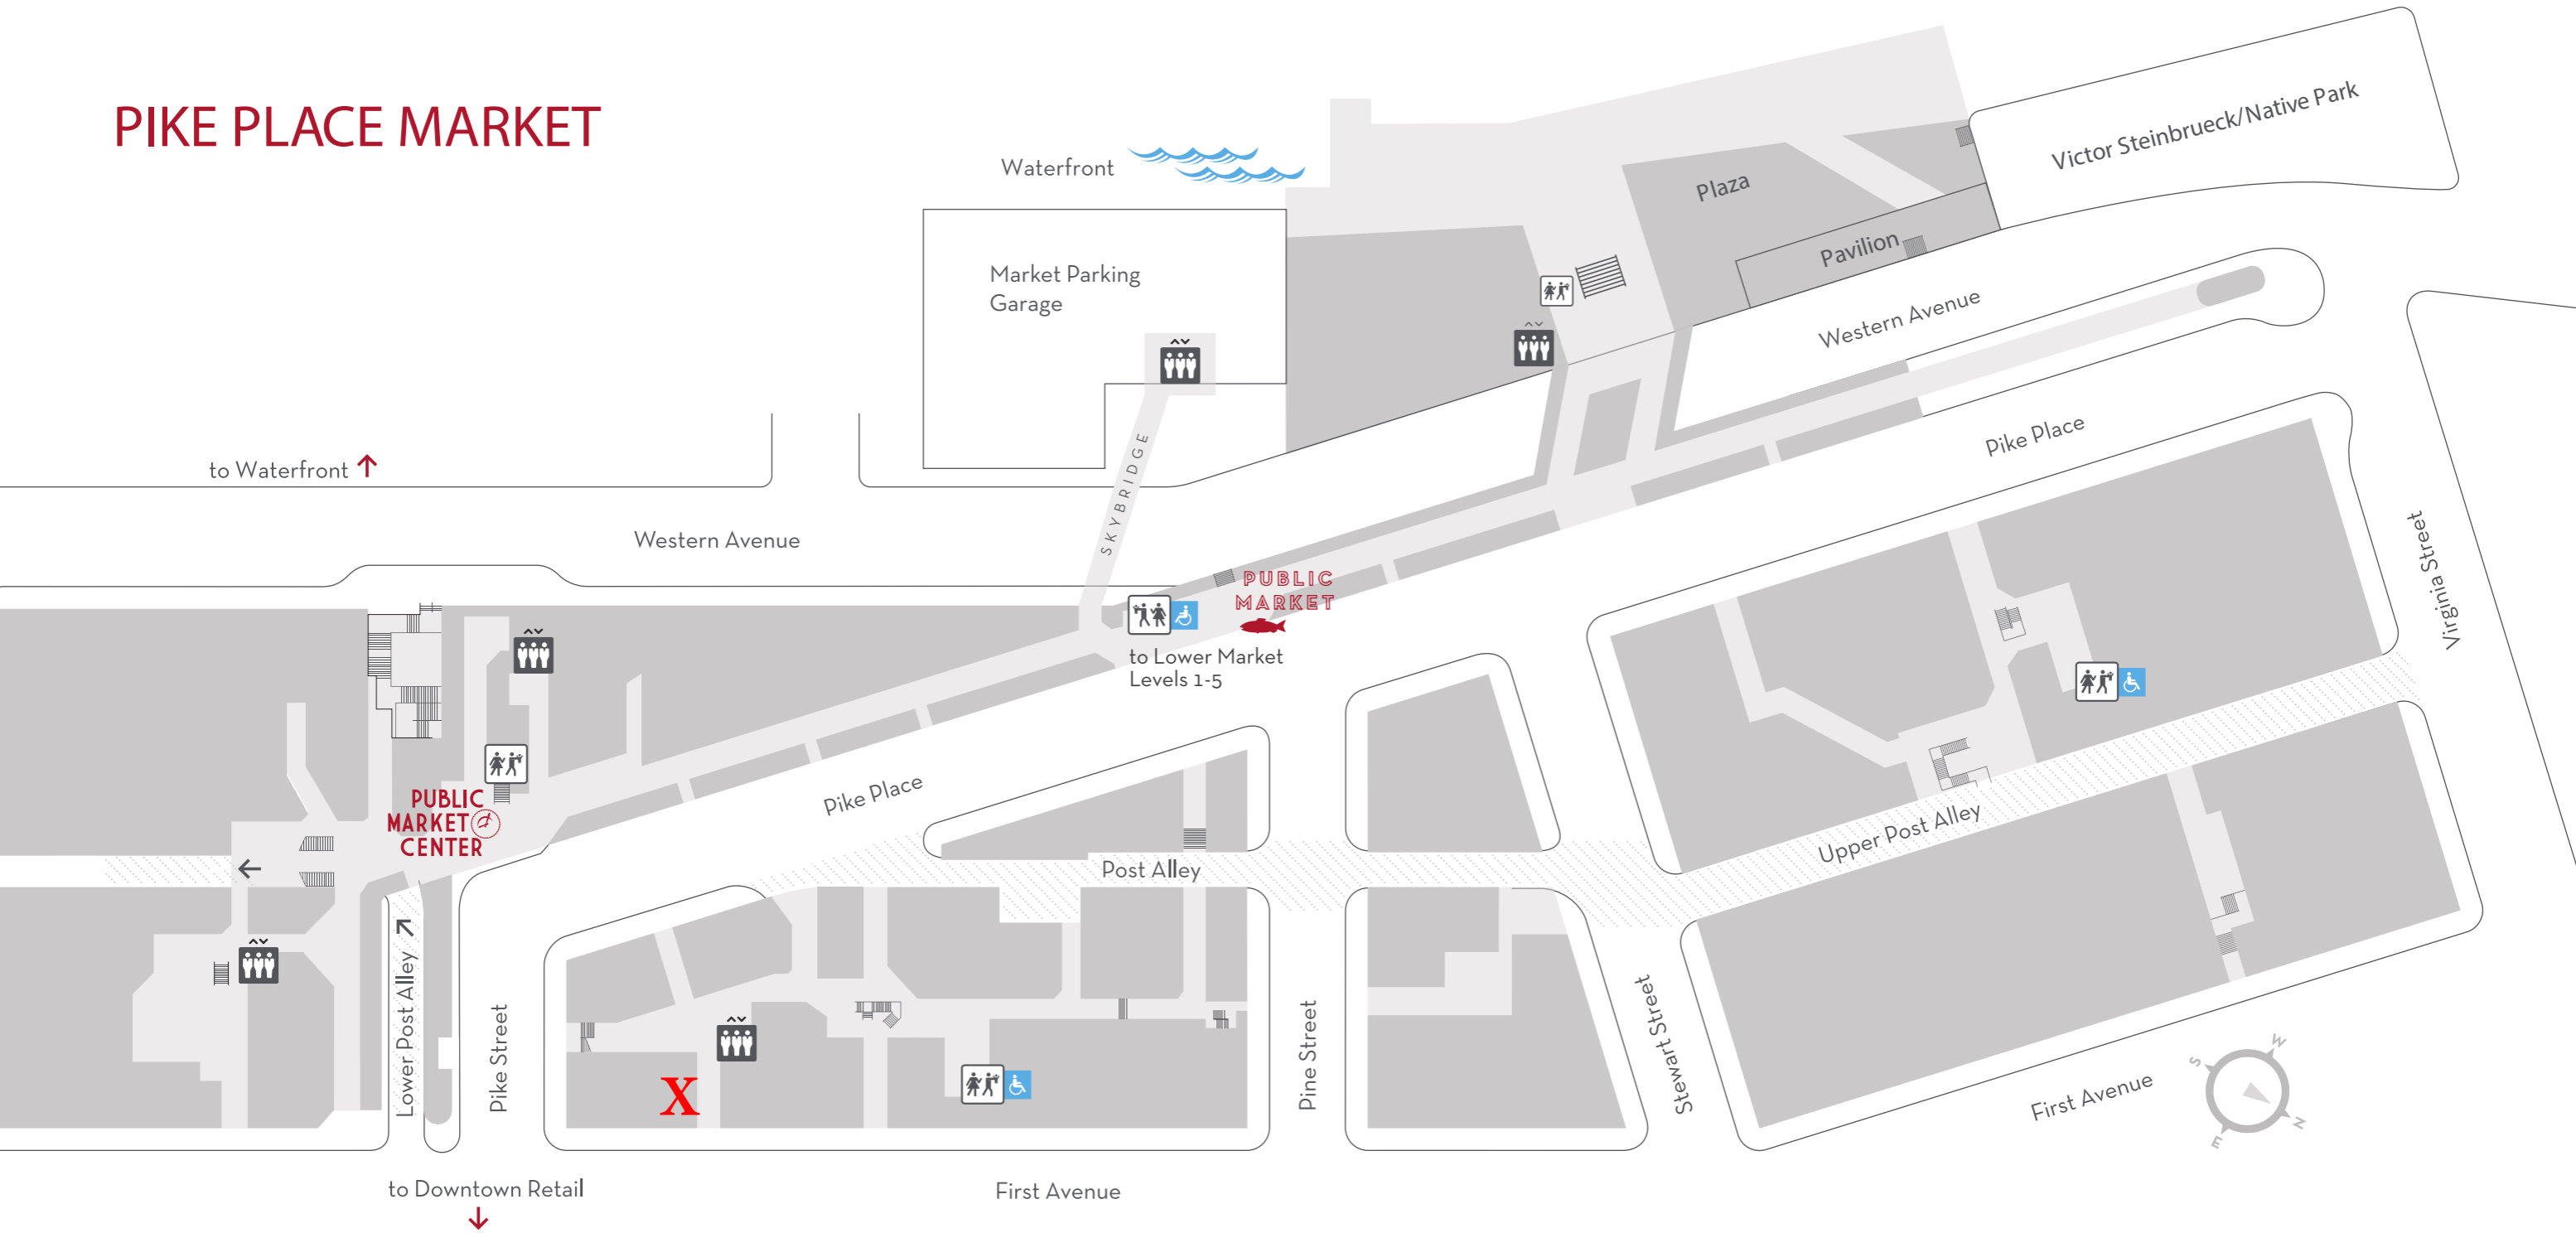 PIKE PLACE MARKET
Waterfront
Victor Steinbrueck/Native Park
Plaza
Pavilion
Market Parking
Garage
Western Avenue
SKYBRIDGE
Pike Place
to Waterfront
Western Avenue
Virginia Street
PUBLIC
MARKET
to Lower Market
Levels 1-5
PUBLIC
MARKET
CENTER
Pike Place
Post Alley
Upper Post Alley
Lower Post Alley
Pike Street
Pine Street
Stewart Street
X
First Avenue
S
W
N
E
to Downtown Retail
First Avenue